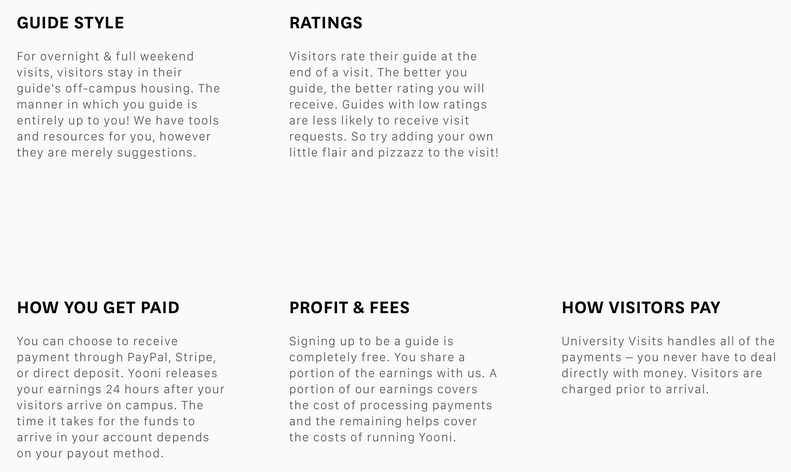 GUIDE STYLE
For overnight & full weekend
visits, visitors stay in their
guide's off-campus housing. The
manner in which you guide is
entirely up to you! We have tools
and resources for you, however
they are merely suggestions.
RATINGS
Visitors rate their guide at the
end of a visit. The better you
guide, the better rating you will
receive. Guides with low ratings
are less likely to receive visit
requests. So try adding your own
little flair and pizzazz to the visit!
HOW YOU GET PAID
You can choose to receive
payment through PayPal, Stripe,
or direct deposit. Yooni releases
your earnings 24 hours after your
visitors arrive on campus. The
time it takes for the funds to
arrive in your account depends
on your payout method.
PROFIT & FEES
Signing up to be a guide is
completely free. You share a
portion of the earnings with us. A
portion of our earnings covers
the cost of processing payments
and the remaining helps cover
the costs of running Yooni.
HOW VISITORS PAY
University Visits handles all of the
payments – you never have to deal
directly with money. Visitors are
charged prior to arrival.